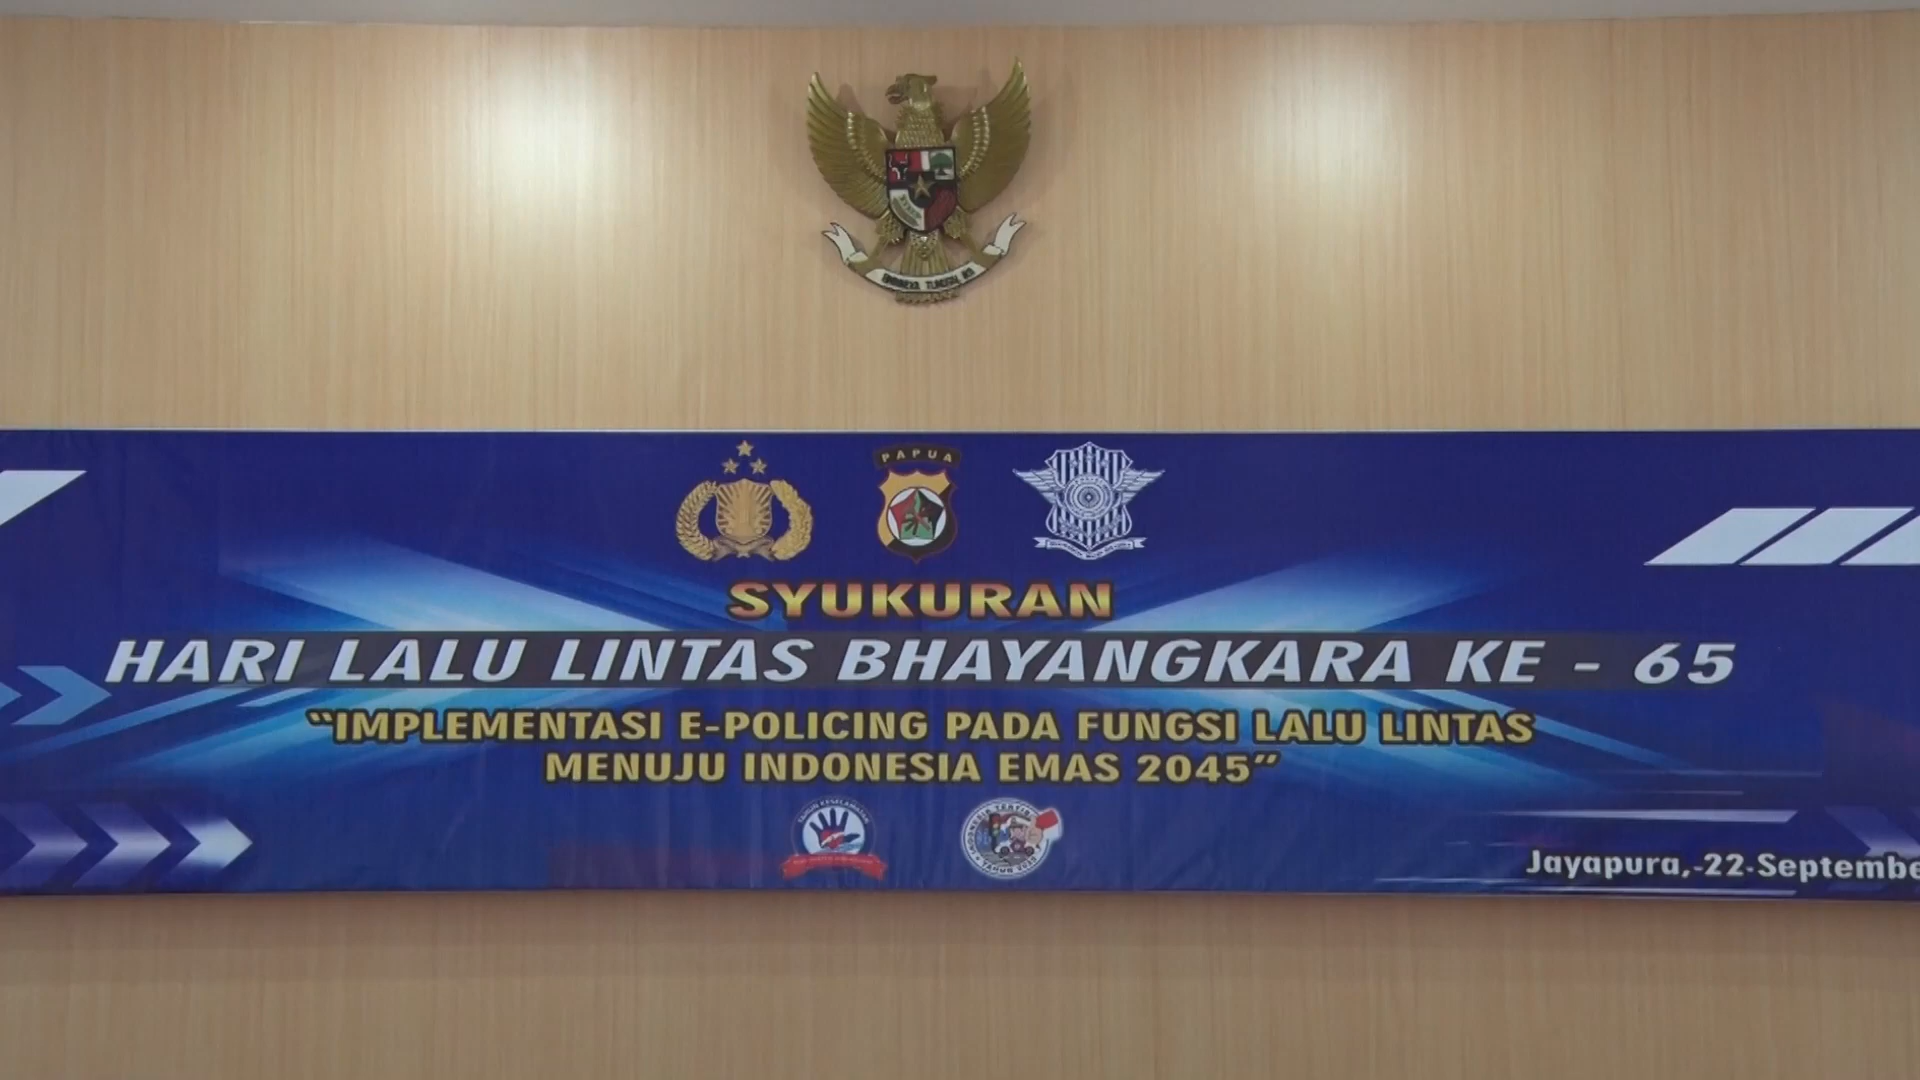 PAPUA
SYUKURAN
HARI LALU LINTAS BHAYANGKARA KE - 65
“IMPLEMENTASI E-POLICING PADA FUNGSI LALU LINTAS
MENUJU INDONESIA EMAS 2045”
Jayapura,-22-Septembe